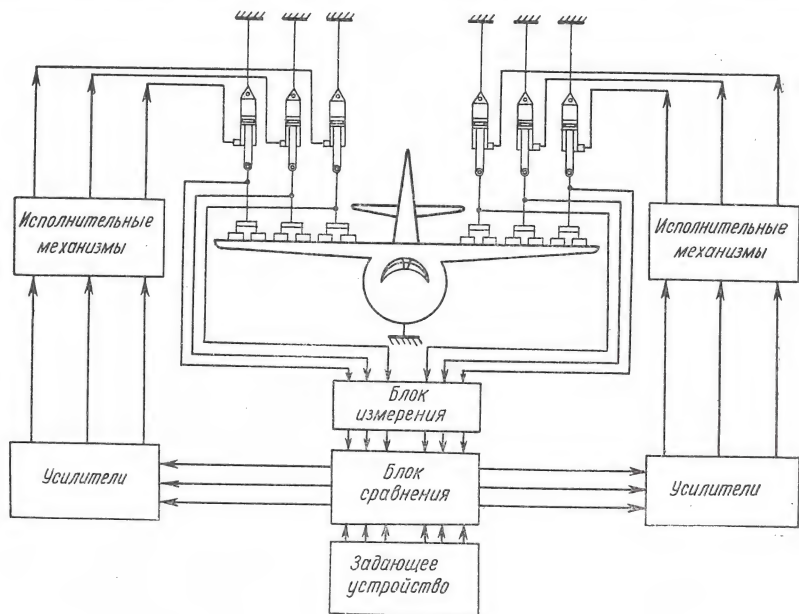 Исполнительные
механизмы
Исполнительные
механизмы
Блок
измерения
Усилители
Блок
сравнения
Усилители
Задающее
устройство